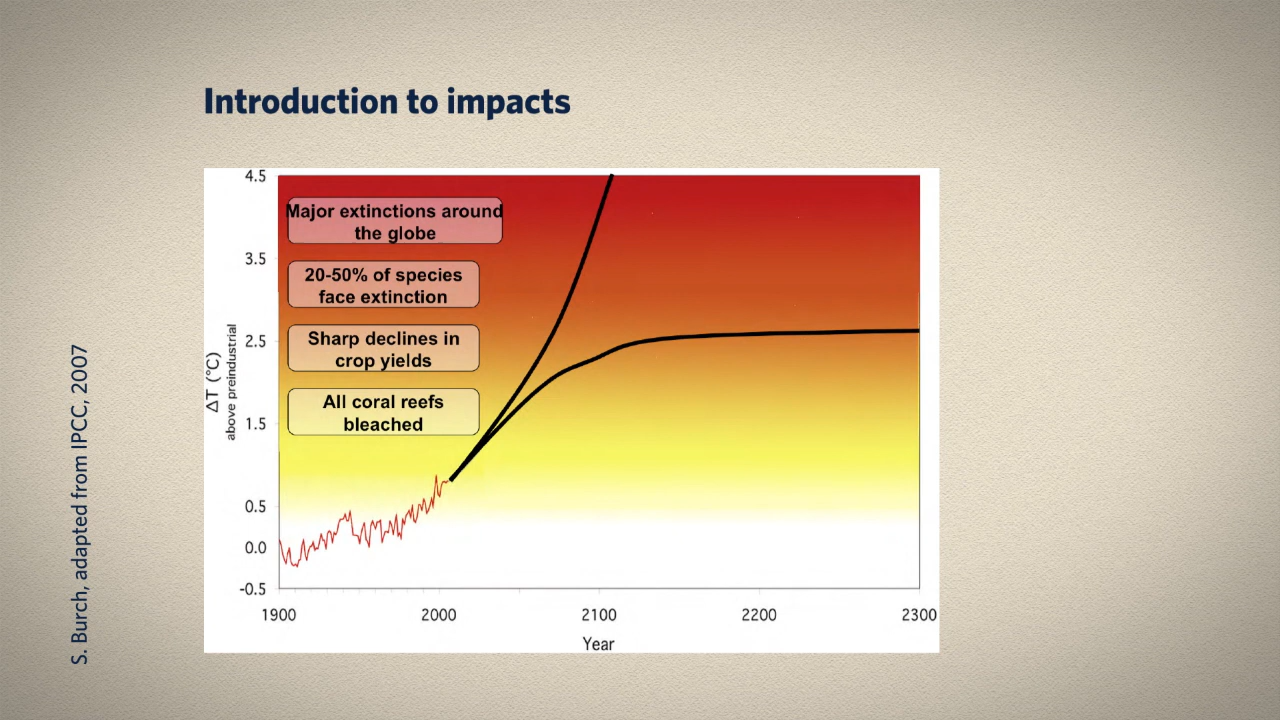 Introduction to impacts
4.5
3.5
2.5
1.5
0.5
0.0
-0.5
ΔT (°C)
above preindustrial
Major extinctions around
the globe
20-50% of species
face extinction
Sharp declines in
crop yields
All coral reefs
bleached
1900 2000 2100 2200 2300
Year
S. Burch, adapted from IPCC, 2007